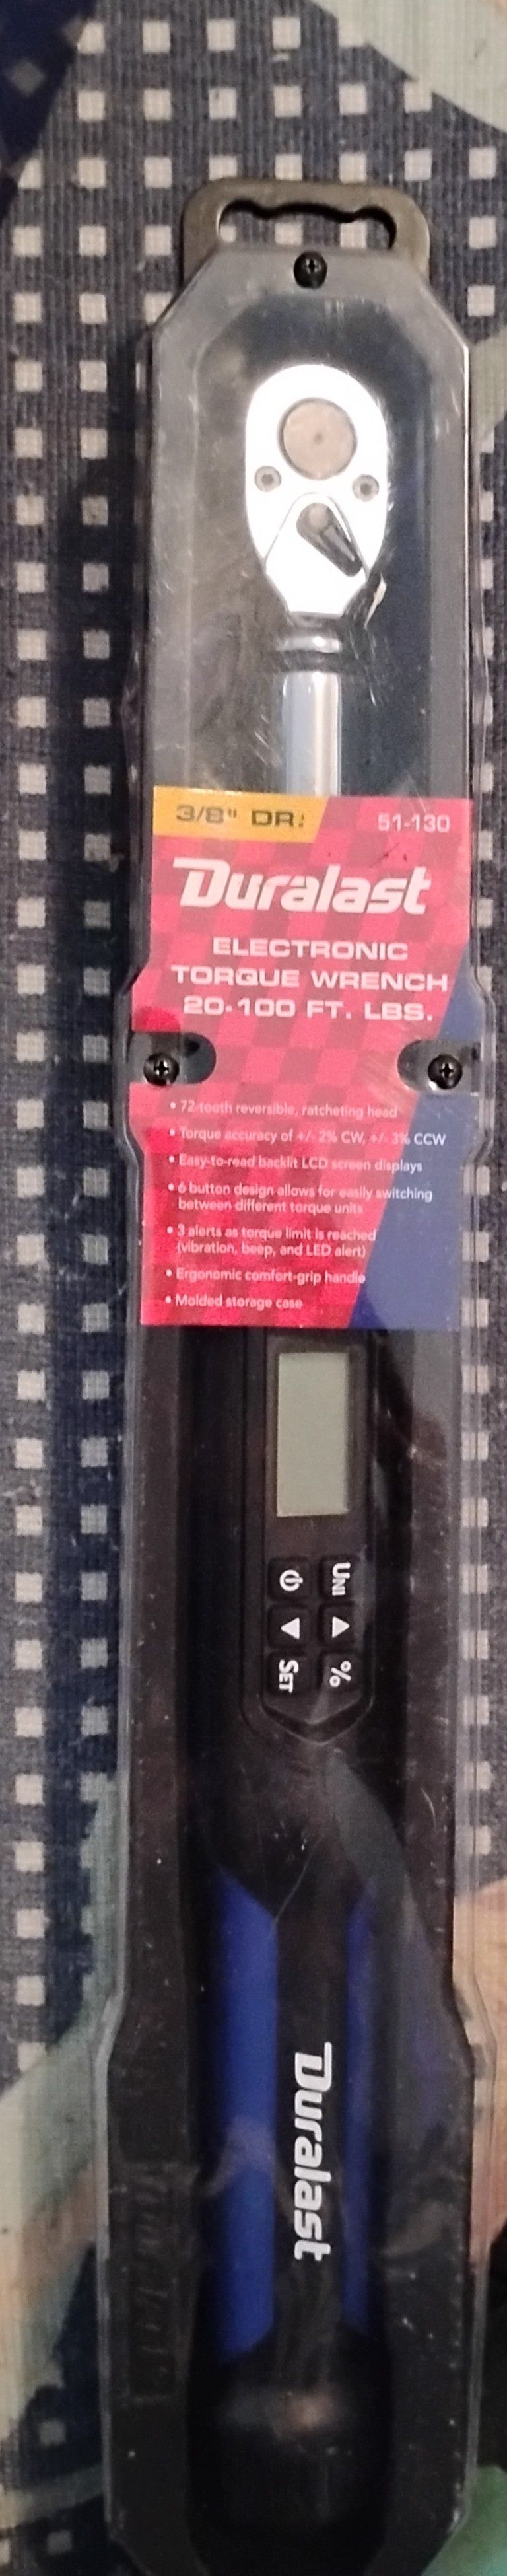 3/8" DR.
51-130
Duralast
ELECTRONIC
TORQUE WRENCH
20-100 FT. LBS.
• 72-tooth reversible, ratcheting head
• Torque accuracy of +/- 2% CW, +/- 3% CCW
• Easy-to-read backlit LCD screen displays
• 6 button design allows for easily switching
between different torque units
• 3 alerts as torque limit is reached
(vibration, beep, and LED alert)
• Ergonomic comfort-grip handle
• Molded storage case
UNI
%
SET
Duralast